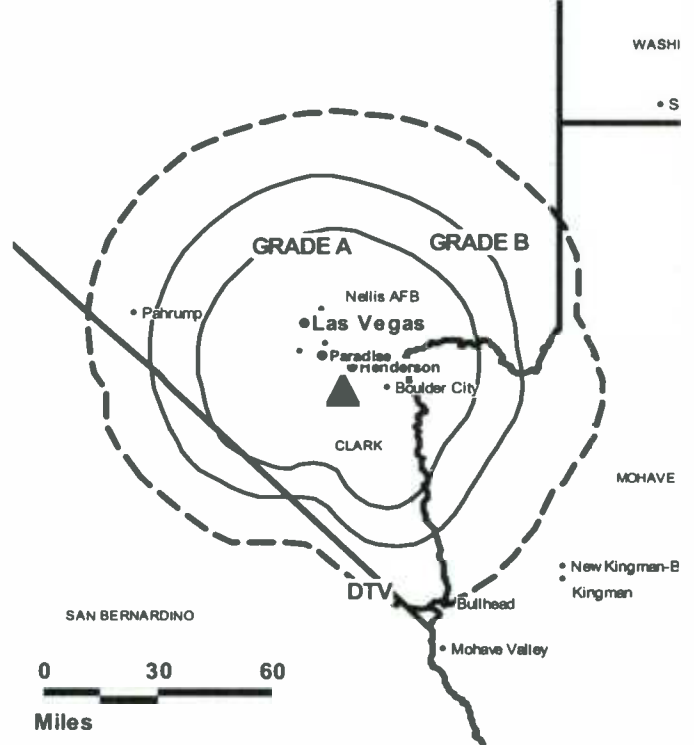 WASHI
S
GRADE A
GRADE B
Nellis AFB
Pahrump
Las Vegas
Paradise
Henderson
Boulder City
CLARK
MOHAVE
New Kingman-B
Kingman
DTV
Bullhead
SAN BERNARDINO
Mohave Valley
0 30 60
Miles